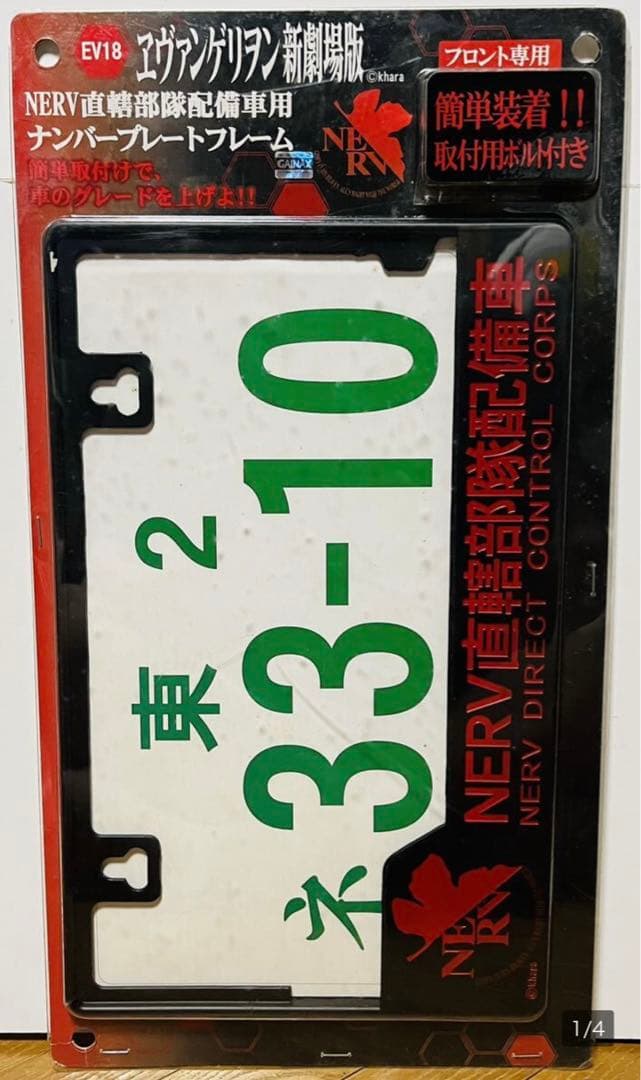 EV18
ヱヴァンゲリヲン新劇場版
©khara
フロント専用
NERV直轄部隊配備車用
ナンバープレートフレーム
簡単取付けで、
車のグレードを上げよ!!
NERV
GAINAX
簡単装着!!
取付用ボルト付き
東 2
ネ 33-10
NERV直轄部隊配備車
NERV DIRECT CONTROL CORPS
NERV
©khara
1/4